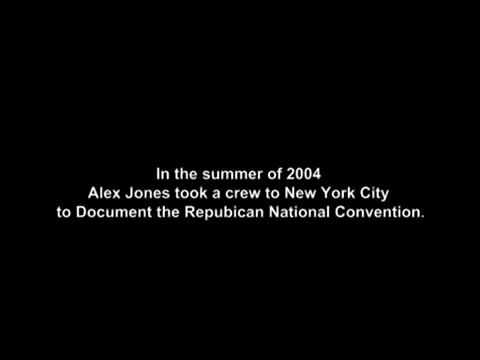 In the summer of 2004
Alex Jones took a crew to New York City
to Document the Repubican National Convention.